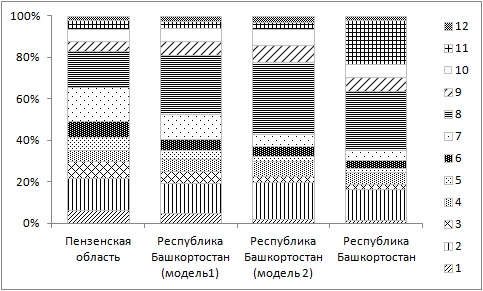 100%
80%
60%
40%
20%
0%
Пензенская
область
Республика
Башкортостан
(модель1)
Республика
Башкортостан
(модель 2)
Республика
Башкортостан
12
11
10
9
8
7
6
5
4
3
2
1